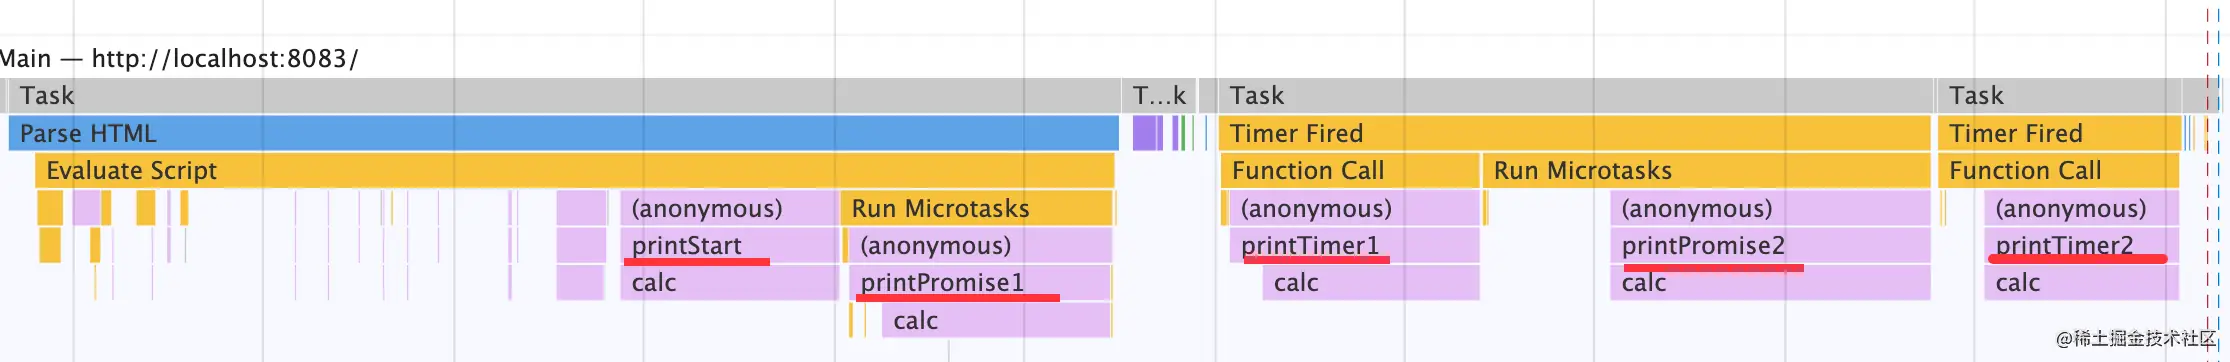 Main — http://localhost:8083/
Task T...k Task Task
Parse HTML Timer Fired Timer Fired
Evaluate Script Function Call Run Microtasks Function Call
(anonymous) Run Microtasks (anonymous) (anonymous) (anonymous)
printStart (anonymous) printTimer1 printPromise2 printTimer2
calc printPromise1 calc calc calc
calc
@稀土掘金技术社区